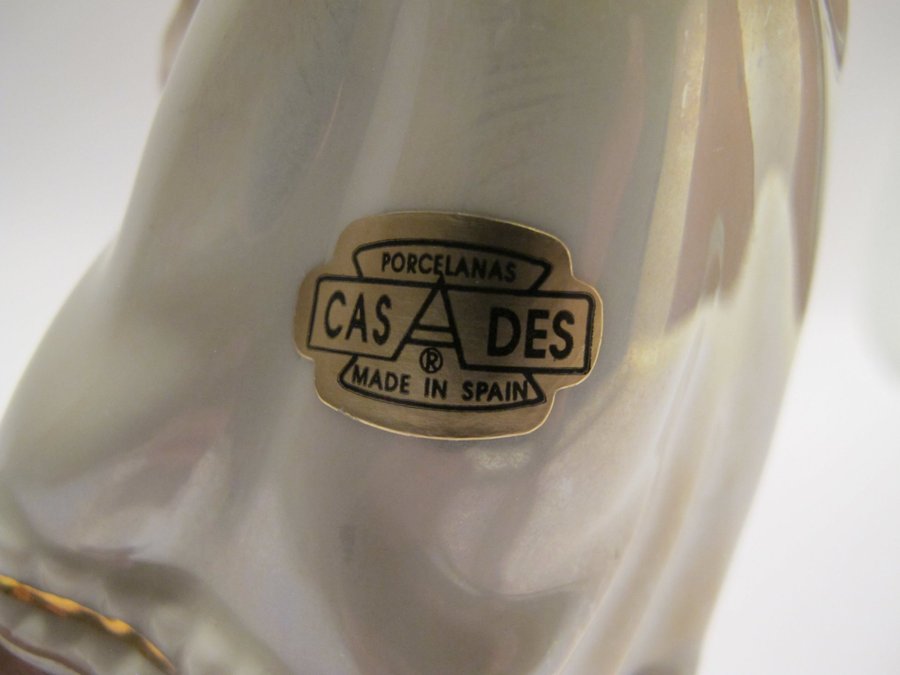 PORCELANAS
CASADES
®
MADE IN SPAIN